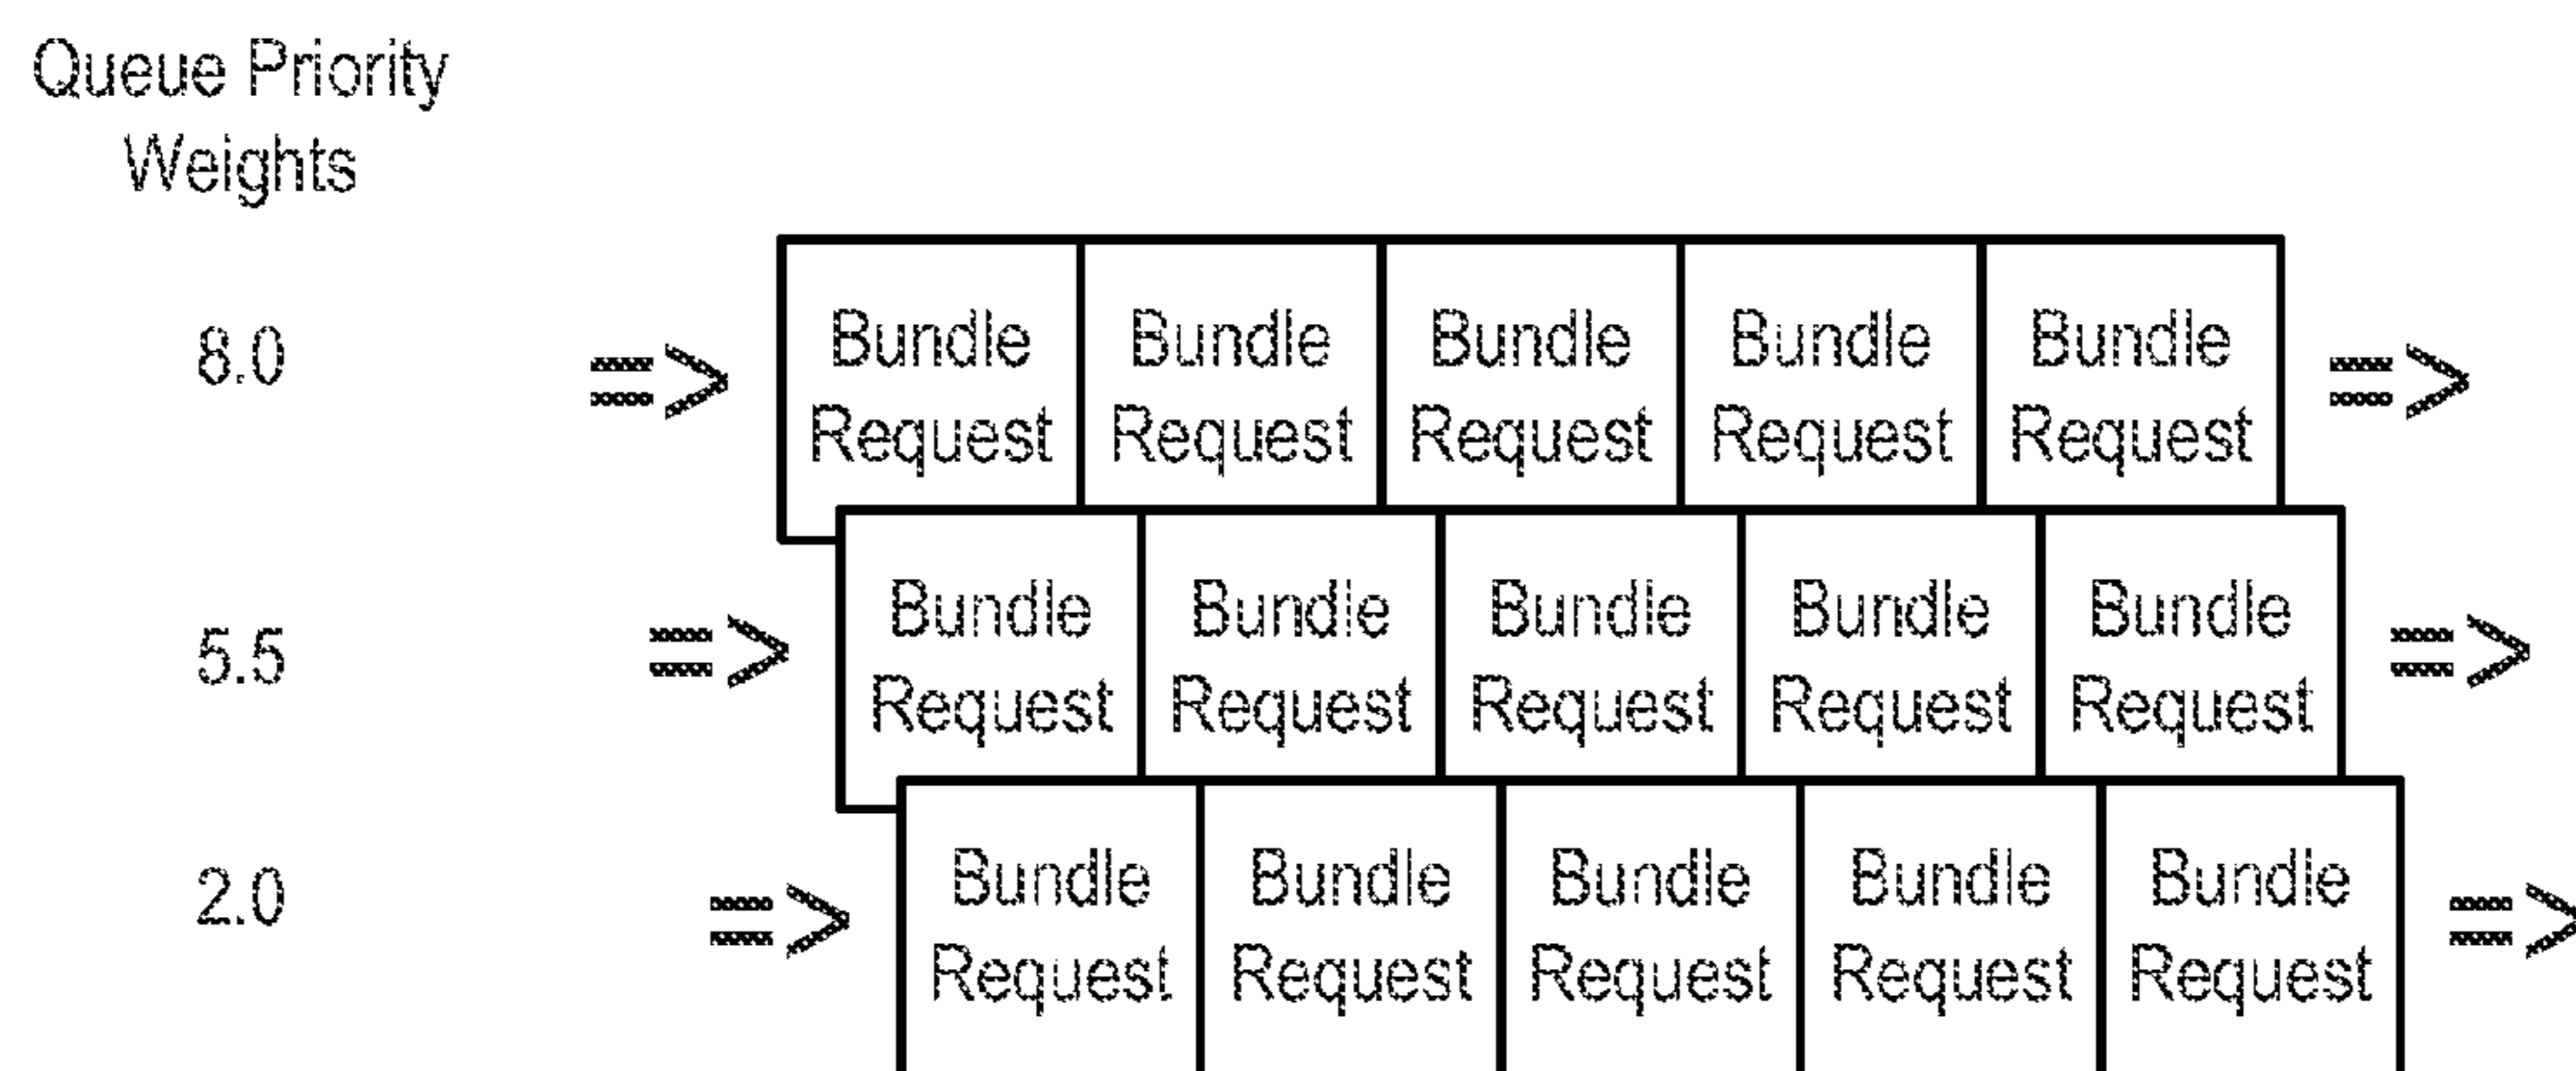 Queue Priority
Weights
8.0 => Bundle Bundle Bundle Bundle Bundle =>
Request Request Request Request Request
5.5 => Bundle Bundle Bundle Bundle Bundle =>
Request Request Request Request Request
2.0 => Bundle Bundle Bundle Bundle Bundle =>
Request Request Request Request Request